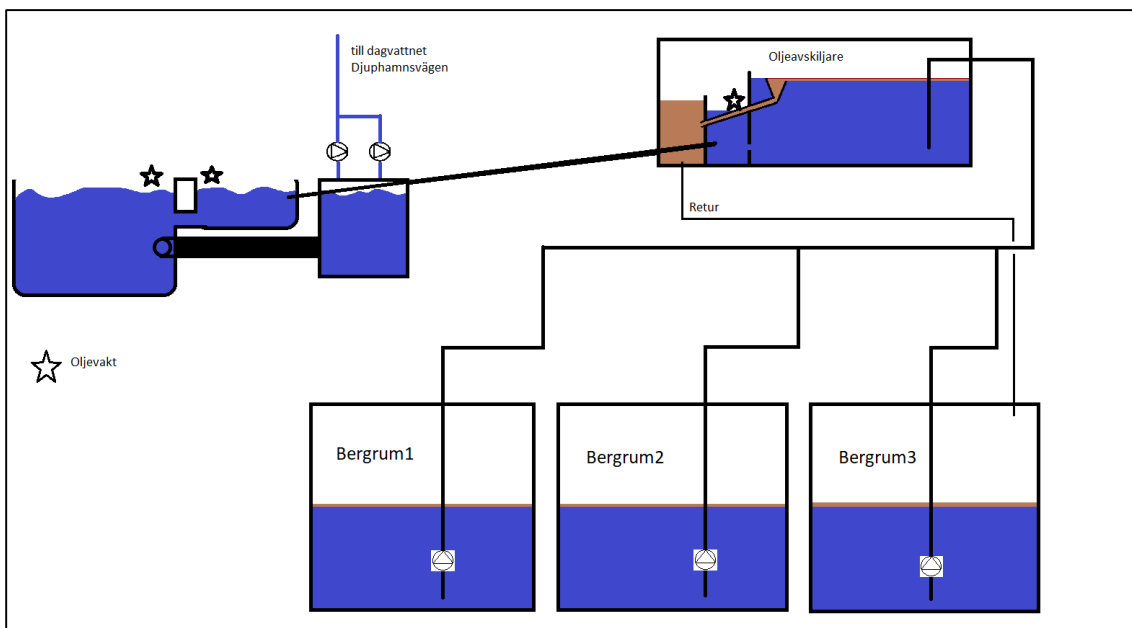 till dagvattnet
Djuphamnsvägen
Oljeavskiljare
Retur
Oljevakt
Bergrum1
Bergrum2
Bergrum3